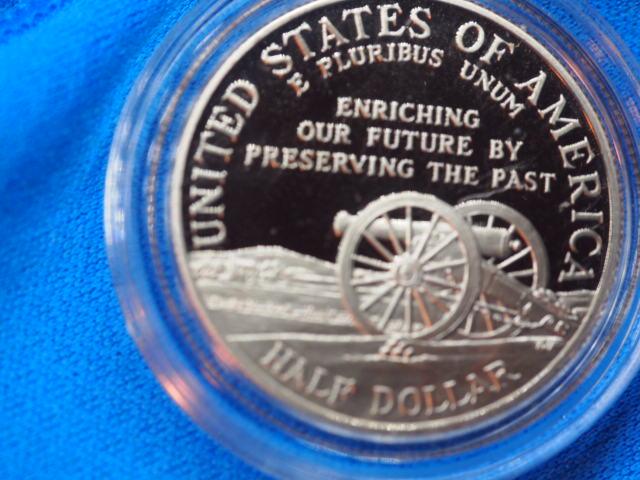 UNITED STATES OF AMERICA
E PLURIBUS UNUM
ENRICHING
OUR FUTURE BY
PRESERVING THE PAST
HALF DOLLAR